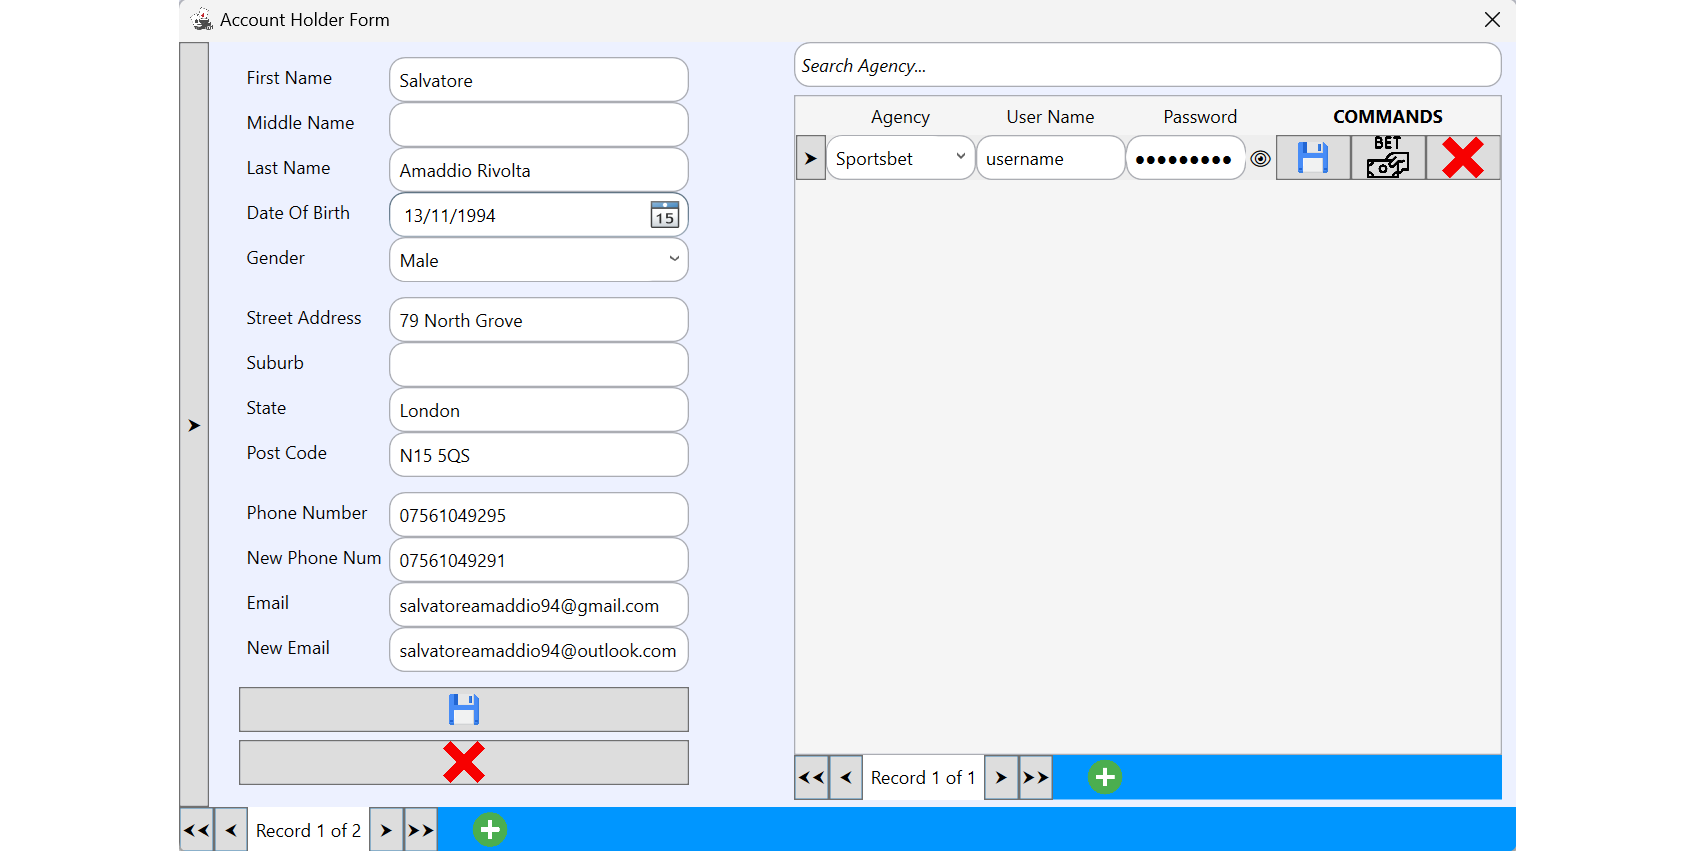 Account Holder Form
First Name Salvatore
Middle Name
Last Name Amaddio Rivolta
Date Of Birth 13/11/1994 15
Gender Male
Street Address 79 North Grove
Suburb
State London
Post Code N15 5QS
Phone Number 07561049295
New Phone Num 07561049291
Email salvatoreamaddio94@gmail.com
New Email salvatoreamaddio94@outlook.com
Record 1 of 2
Search Agency...
Agency User Name Password COMMANDS
Sportsbet username ●●●●●●●●● BET
Record 1 of 1